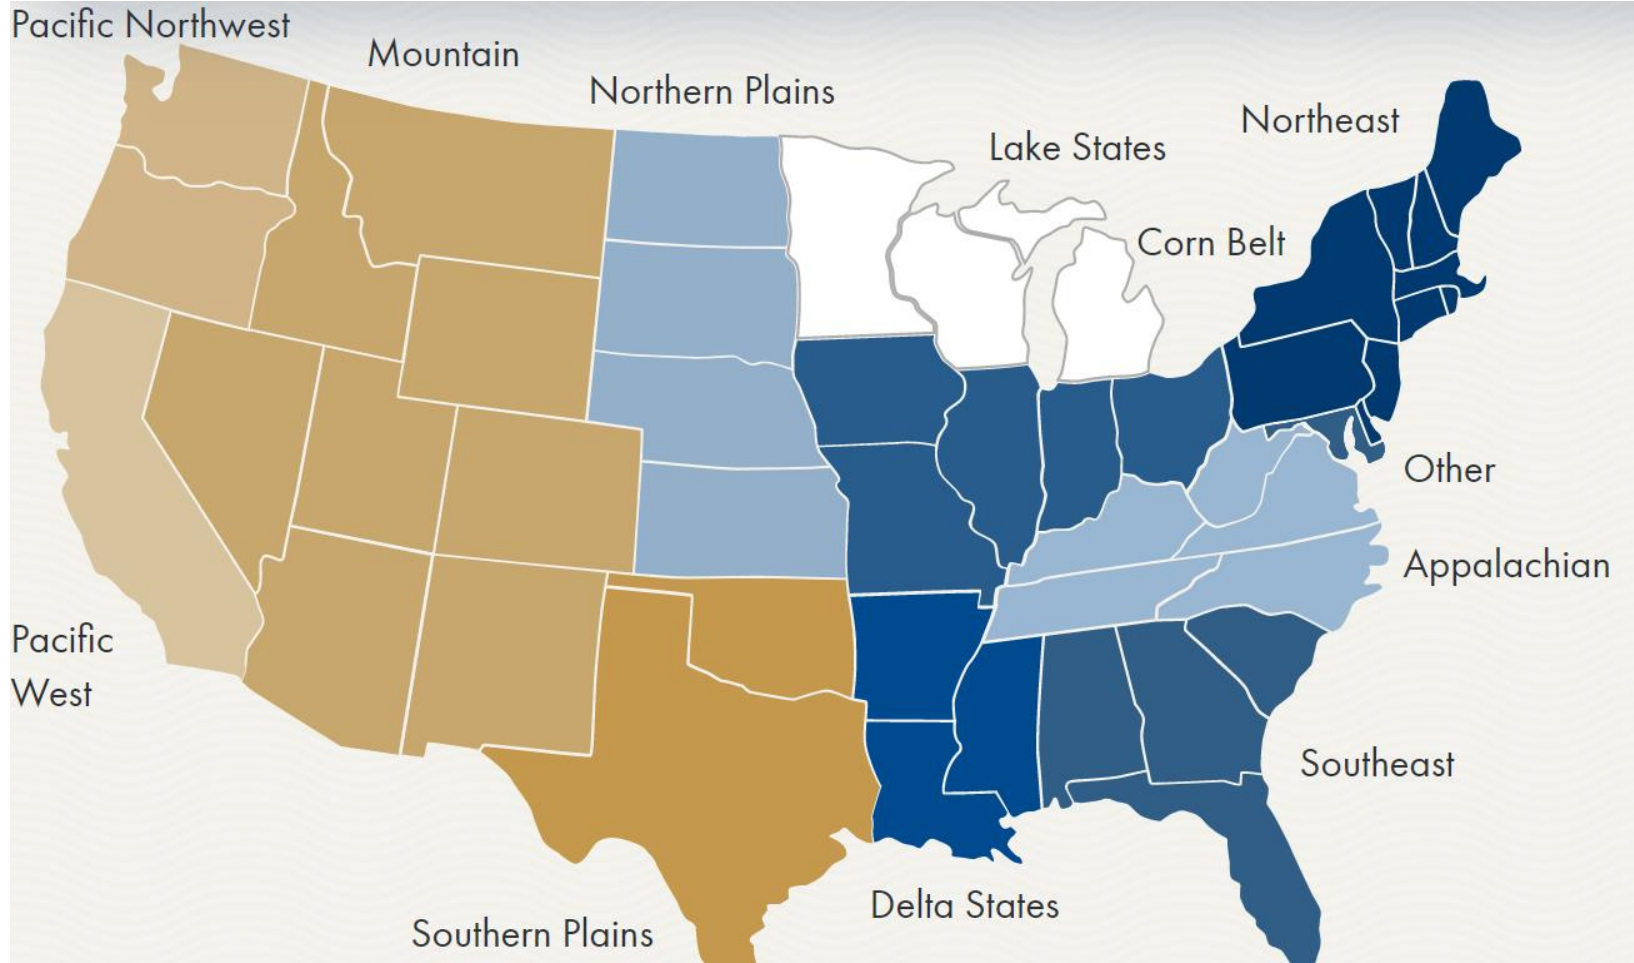 Pacific Northwest
Mountain
Northern Plains
Northeast
Lake States
Corn Belt
Other
Appalachian
Pacific
West
Southeast
Delta States
Southern Plains